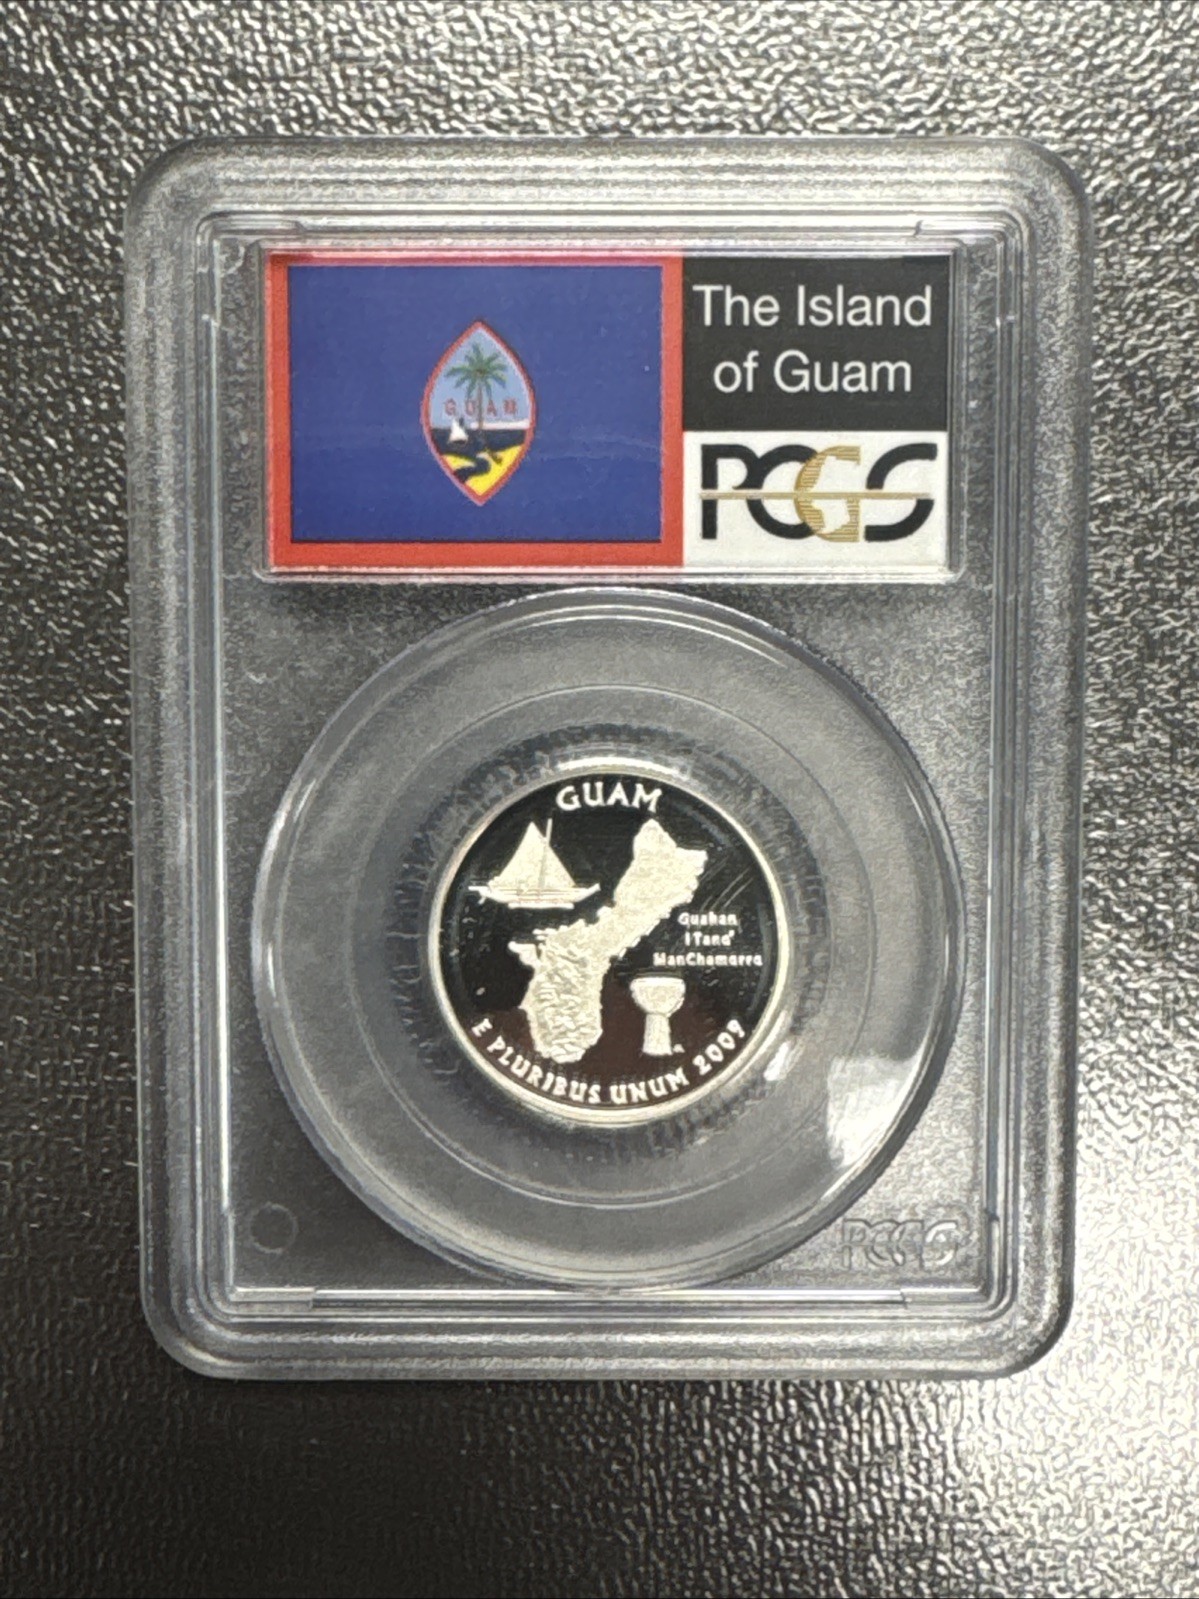 The Island
of Guam
GUAM
PCGS
GUAM
Guahan
I Tano'
ManChamorro
E PLURIBUS UNUM 2009
PCGS